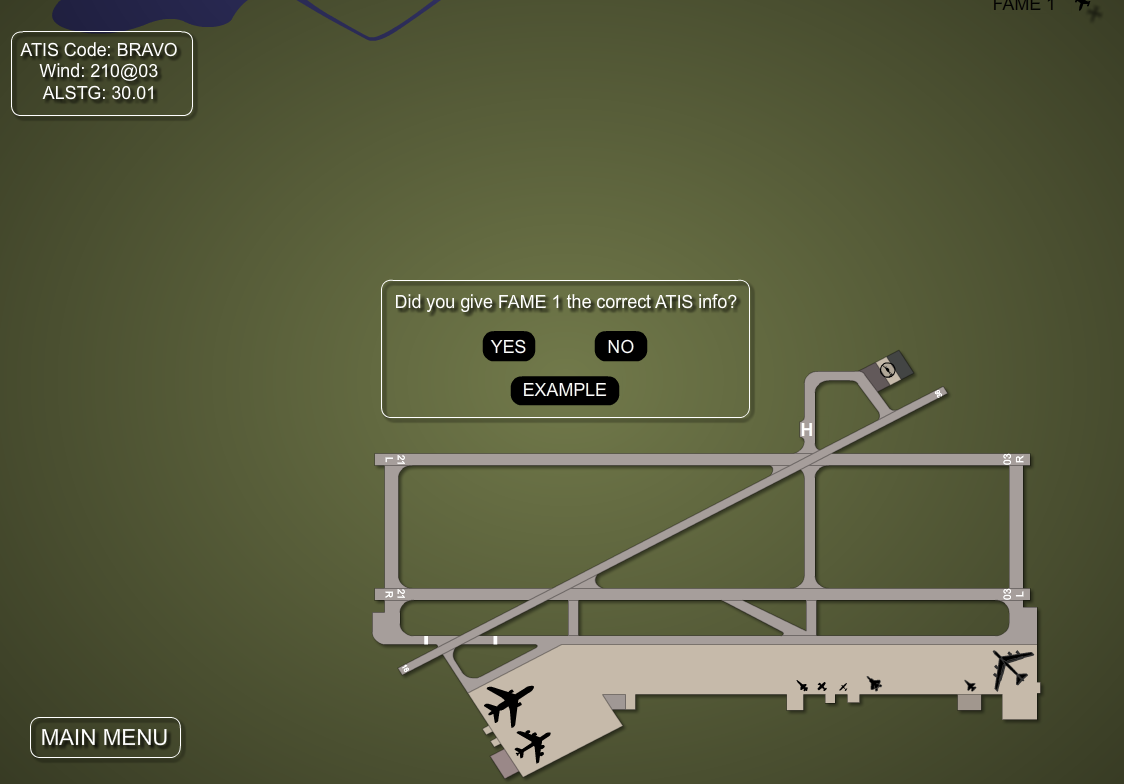 FAME 1
ATIS Code: BRAVO
Wind: 210@03
ALSTG: 30.01
Did you give FAME 1 the correct ATIS info?
YES
NO
EXAMPLE
H
L 21
03 R
R 21
03 L
MAIN MENU